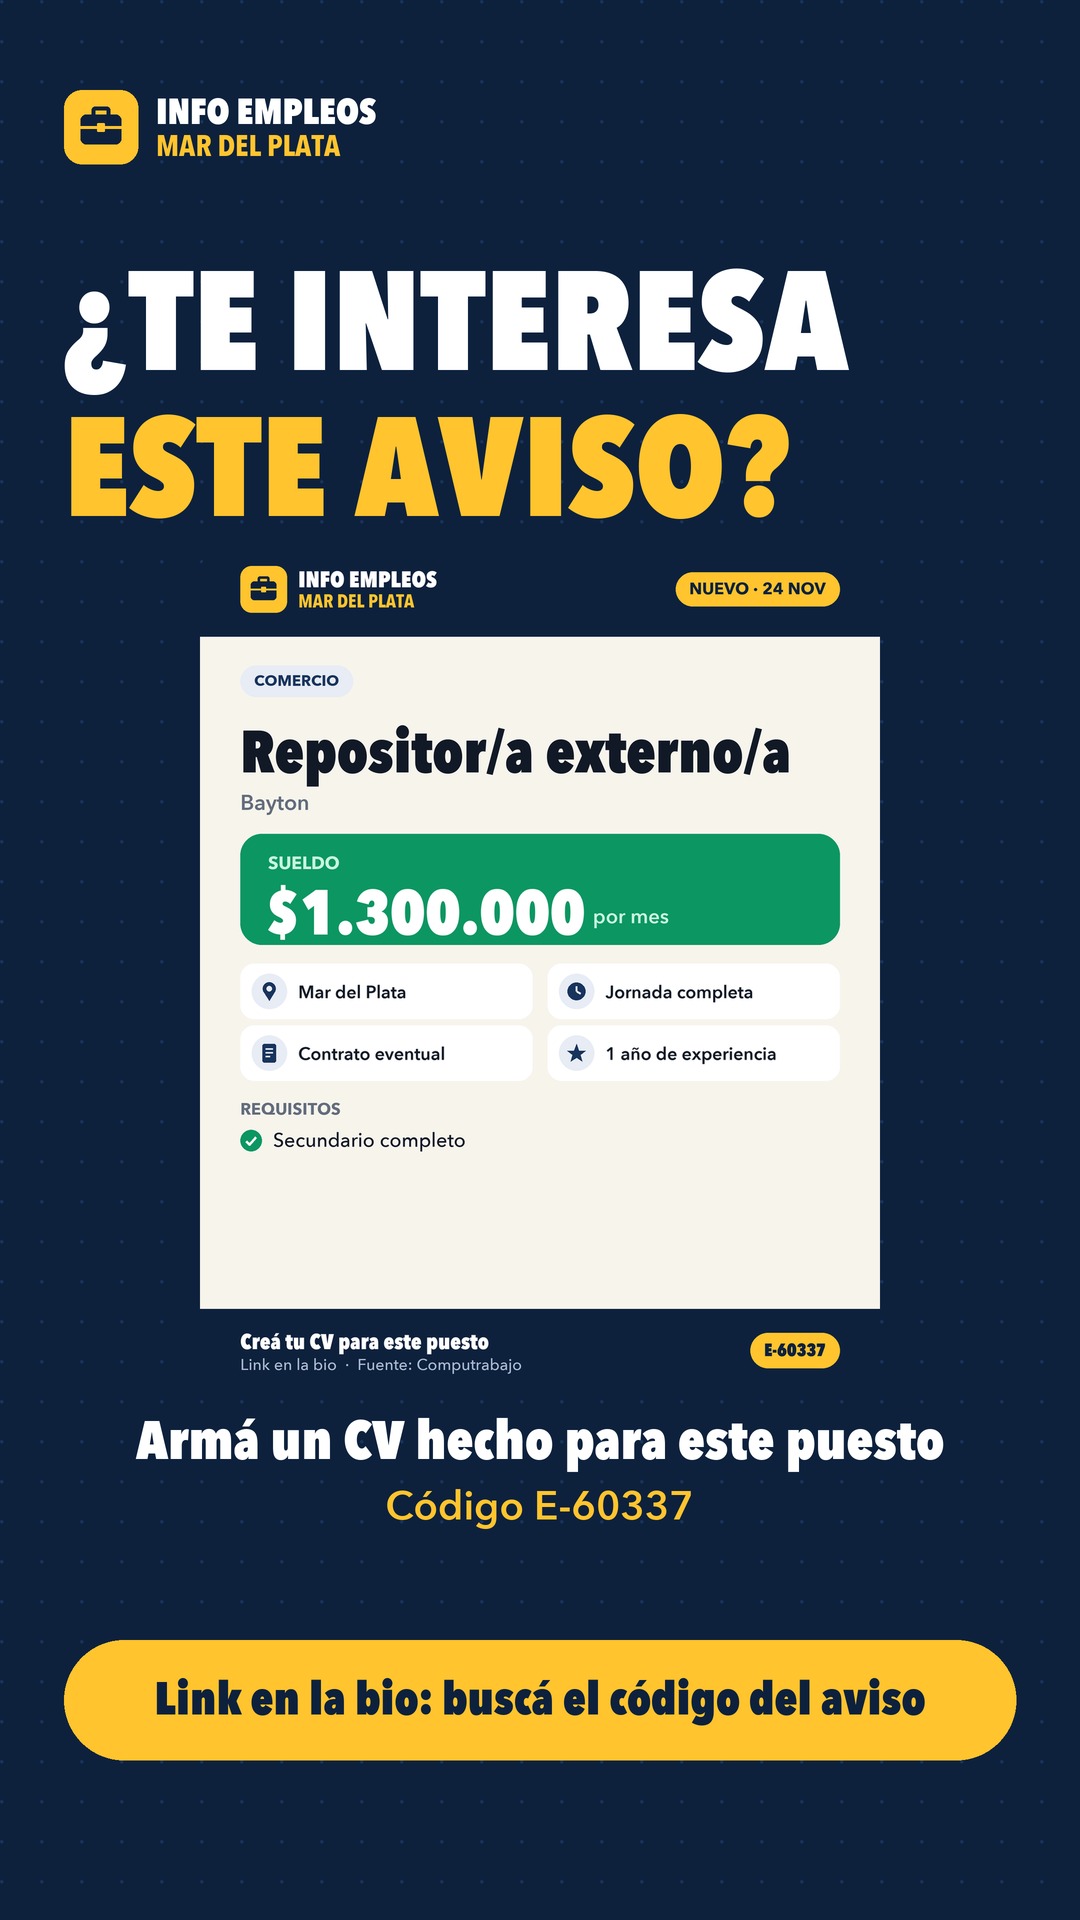 INFO EMPLEOS
MAR DEL PLATA
¿TE INTERESA
ESTE AVISO?
INFO EMPLEOS
MAR DEL PLATA
NUEVO · 24 NOV
COMERCIO
Repositor/a externo/a
Bayton
SUELDO
$1.300.000 por mes
Mar del Plata
Jornada completa
Contrato eventual
1 año de experiencia
REQUISITOS
Secundario completo
Creá tu CV para este puesto
Link en la bio · Fuente: Computrabajo
E-60337
Armá un CV hecho para este puesto
Código E-60337
Link en la bio: buscá el código del aviso